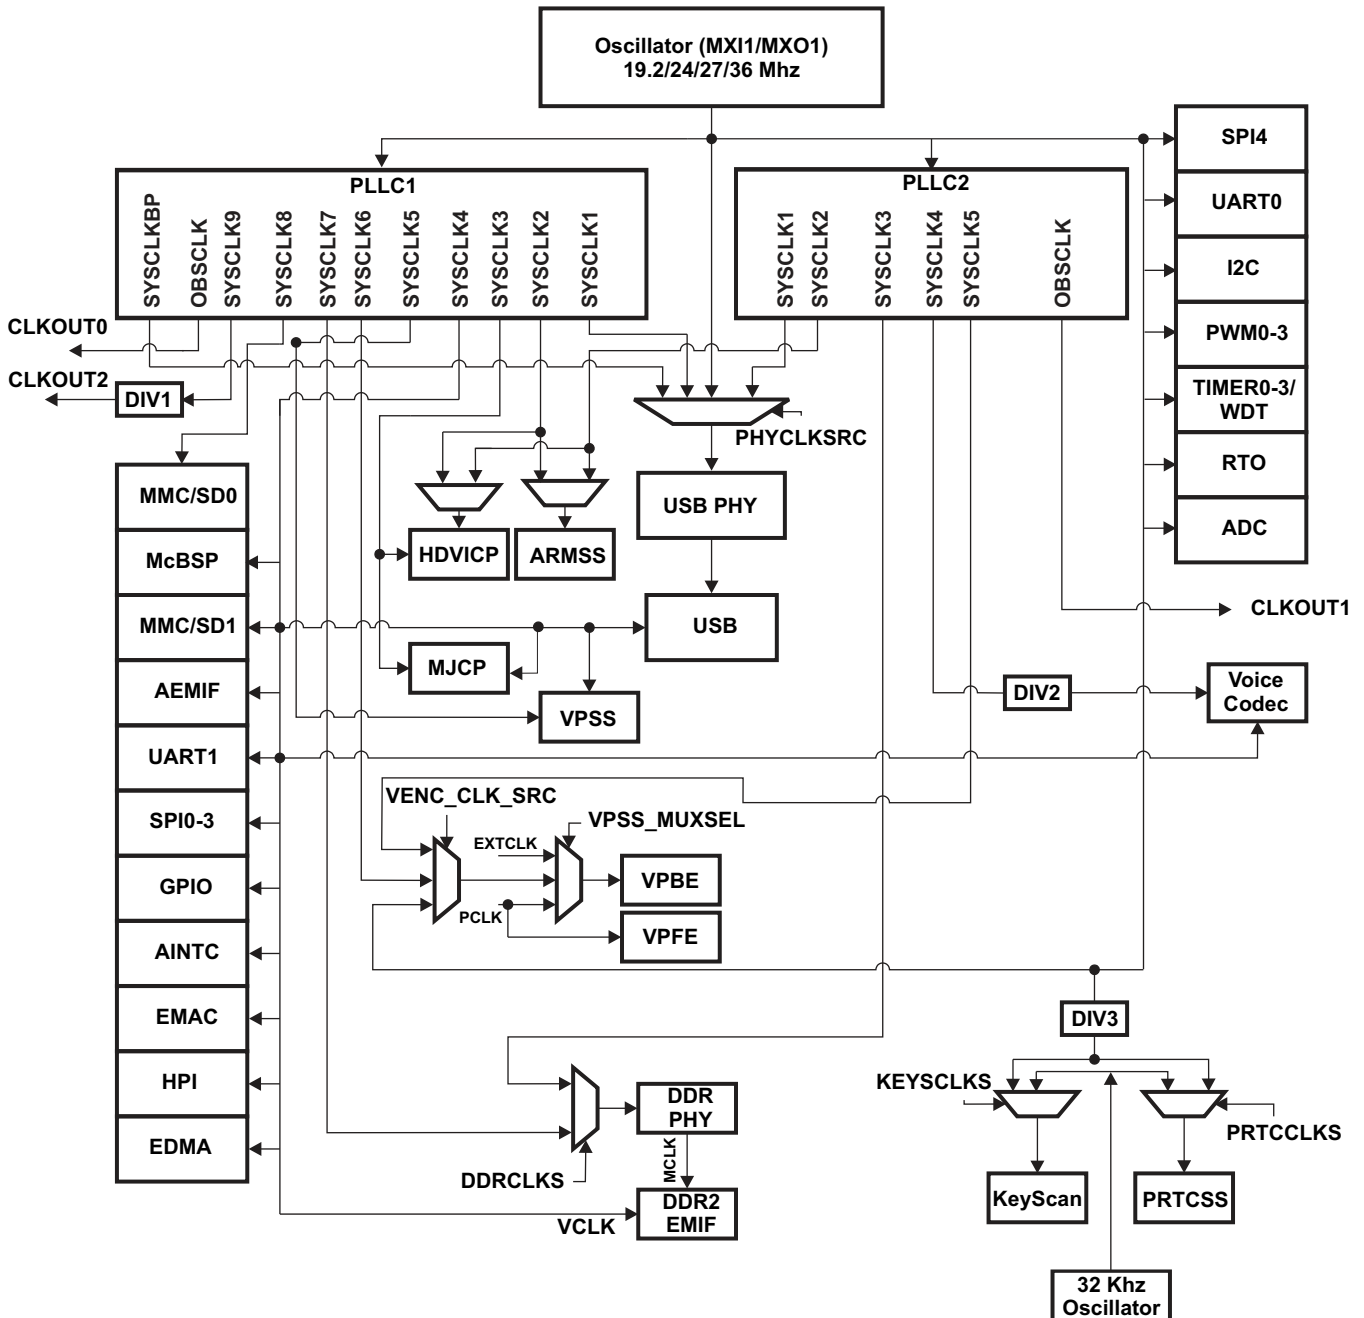 Oscillator (MXI1/MXO1)
19.2/24/27/36 Mhz
PLLC1
SYSCLKBP
OBSCLK
SYSCLK9
SYSCLK8
SYSCLK7
SYSCLK6
SYSCLK5
SYSCLK4
SYSCLK3
SYSCLK2
SYSCLK1
PLLC2
SYSCLK1
SYSCLK2
SYSCLK3
SYSCLK4
SYSCLK5
OBSCLK
SPI4
UART0
I2C
PWM0-3
TIMER0-3/
WDT
RTO
ADC
CLKOUT0
CLKOUT2
DIV1
PHYCLKSRC
MMC/SD0
McBSP
MMC/SD1
AEMIF
UART1
SPI0-3
GPIO
AINTC
EMAC
HPI
EDMA
HDVICP
ARMSS
USB PHY
USB
MJCP
VPSS
CLKOUT1
DIV2
Voice
Codec
VENC_CLK_SRC
VPSS_MUXSEL
EXTCLK
PCLK
VPBE
VPFE
DIV3
KEYSCLKS
PRTCCLKS
DDR
PHY
MCLK
DDRCLKS
DDR2
EMIF
VCLK
KeyScan
PRTCSS
32 Khz
Oscillator